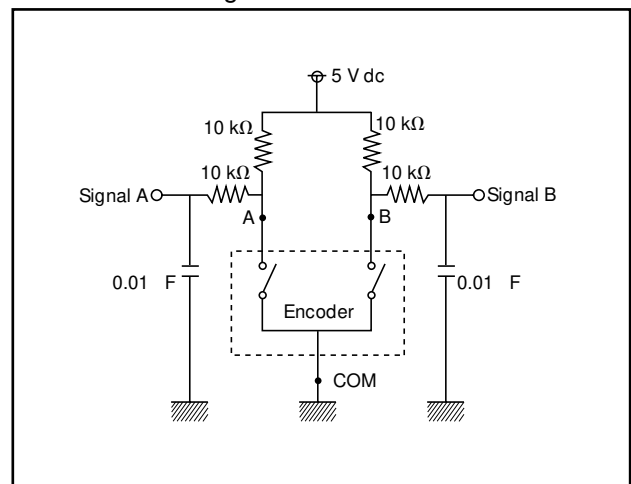 5 V dc
10 kΩ 10 kΩ
10 kΩ 10 kΩ
Signal A Signal B
A B
0.01 F 0.01 F
Encoder
COM